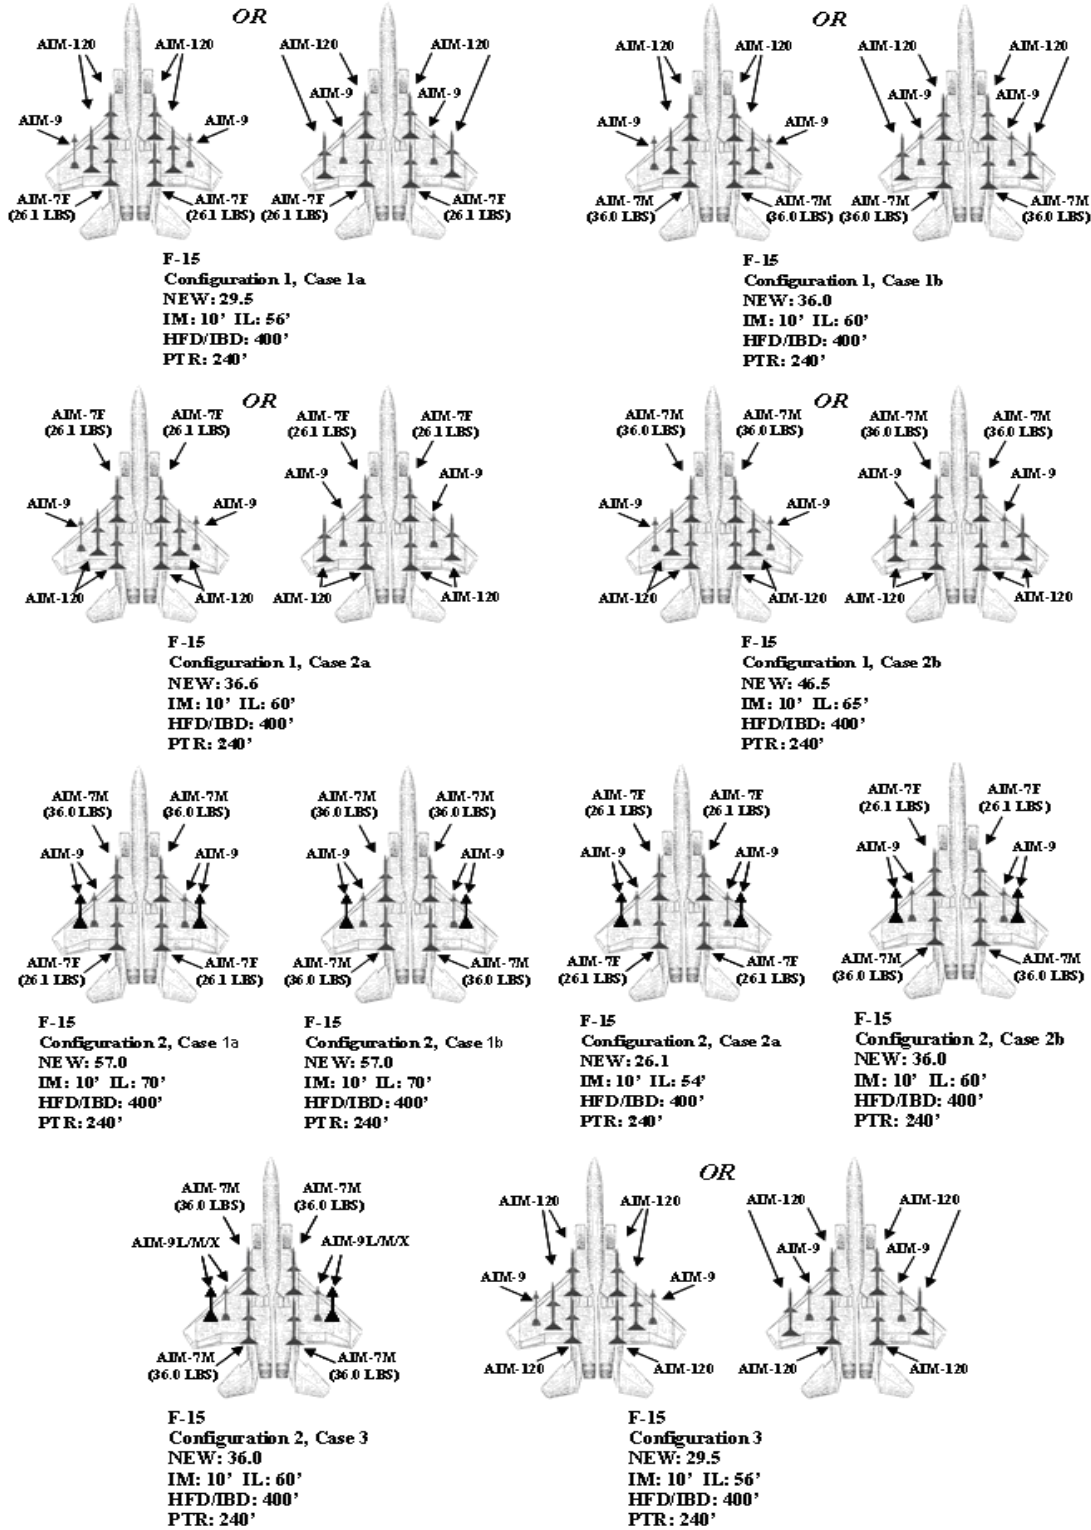 OR
AIM-120 AIM-120 AIM-120 AIM-120
AIM-9 AIM-9
AIM-9 AIM-9
AIM-7F AIM-7F AIM-7F AIM-7F
(26.1 LBS) (26.1 LBS) (26.1 LBS) (26.1 LBS)
F-15
Configuration 1, Case 1a
NEW: 29.5
IM: 10’ IL: 56’
HFD/IBD: 400’
PTR: 240’
OR
AIM-120 AIM-120 AIM-120 AIM-120
AIM-9 AIM-9
AIM-9 AIM-9
AIM-7M AIM-7M AIM-7M AIM-7M
(36.0 LBS) (36.0 LBS) (36.0 LBS) (36.0 LBS)
F-15
Configuration 1, Case 1b
NEW: 36.0
IM: 10’ IL: 60’
HFD/IBD: 400’
PTR: 240’
OR
AIM-7F AIM-7F AIM-7F AIM-7F
(26.1 LBS) (26.1 LBS) (26.1 LBS) (26.1 LBS)
AIM-9 AIM-9
AIM-9 AIM-9
AIM-120 AIM-120 AIM-120 AIM-120
F-15
Configuration 1, Case 2a
NEW: 36.6
IM: 10’ IL: 60’
HFD/IBD: 400’
PTR: 240’
OR
AIM-7M AIM-7M AIM-7M AIM-7M
(36.0 LBS) (36.0 LBS) (36.0 LBS) (36.0 LBS)
AIM-9 AIM-9
AIM-9 AIM-9
AIM-120 AIM-120 AIM-120 AIM-120
F-15
Configuration 1, Case 2b
NEW: 46.5
IM: 10’ IL: 65’
HFD/IBD: 400’
PTR: 240’
AIM-7M AIM-7M
(36.0 LBS) (36.0 LBS)
AIM-9 AIM-9
AIM-7F AIM-7F
(26.1 LBS) (26.1 LBS)
F-15
Configuration 2, Case 1a
NEW: 57.0
IM: 10’ IL: 70’
HFD/IBD: 400’
PTR: 240’
AIM-7M AIM-7M
(36.0 LBS) (36.0 LBS)
AIM-9 AIM-9
AIM-7M AIM-7M
(36.0 LBS) (36.0 LBS)
F-15
Configuration 2, Case 1b
NEW: 57.0
IM: 10’ IL: 70’
HFD/IBD: 400’
PTR: 240’
AIM-7F AIM-7F
(26.1 LBS) (26.1 LBS)
AIM-9 AIM-9
AIM-7F AIM-7F
(26.1 LBS) (26.1 LBS)
F-15
Configuration 2, Case 2a
NEW: 26.1
IM: 10’ IL: 54’
HFD/IBD: 400’
PTR: 240’
AIM-7F AIM-7F
(26.1 LBS) (26.1 LBS)
AIM-9 AIM-9
AIM-7M AIM-7M
(36.0 LBS) (36.0 LBS)
F-15
Configuration 2, Case 2b
NEW: 36.0
IM: 10’ IL: 60’
HFD/IBD: 400’
PTR: 240’
AIM-7M AIM-7M
(36.0 LBS) (36.0 LBS)
AIM-9L/M/X AIM-9L/M/X
AIM-7M AIM-7M
(36.0 LBS) (36.0 LBS)
F-15
Configuration 2, Case 3
NEW: 36.0
IM: 10’ IL: 60’
HFD/IBD: 400’
PTR: 240’
OR
AIM-120 AIM-120 AIM-120 AIM-120
AIM-9 AIM-9
AIM-9 AIM-9
AIM-120 AIM-120 AIM-120 AIM-120
F-15
Configuration 3
NEW: 29.5
IM: 10’ IL: 56’
HFD/IBD: 400’
PTR: 240’